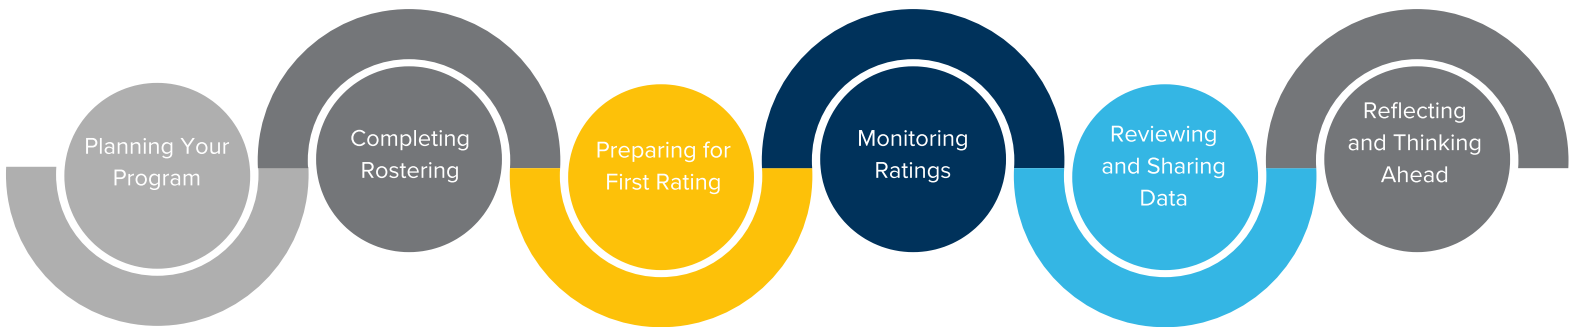 Planning Your
Program
Completing
Rostering
Preparing for
First Rating
Monitoring
Ratings
Reviewing
and Sharing
Data
Reflecting
and Thinking
Ahead